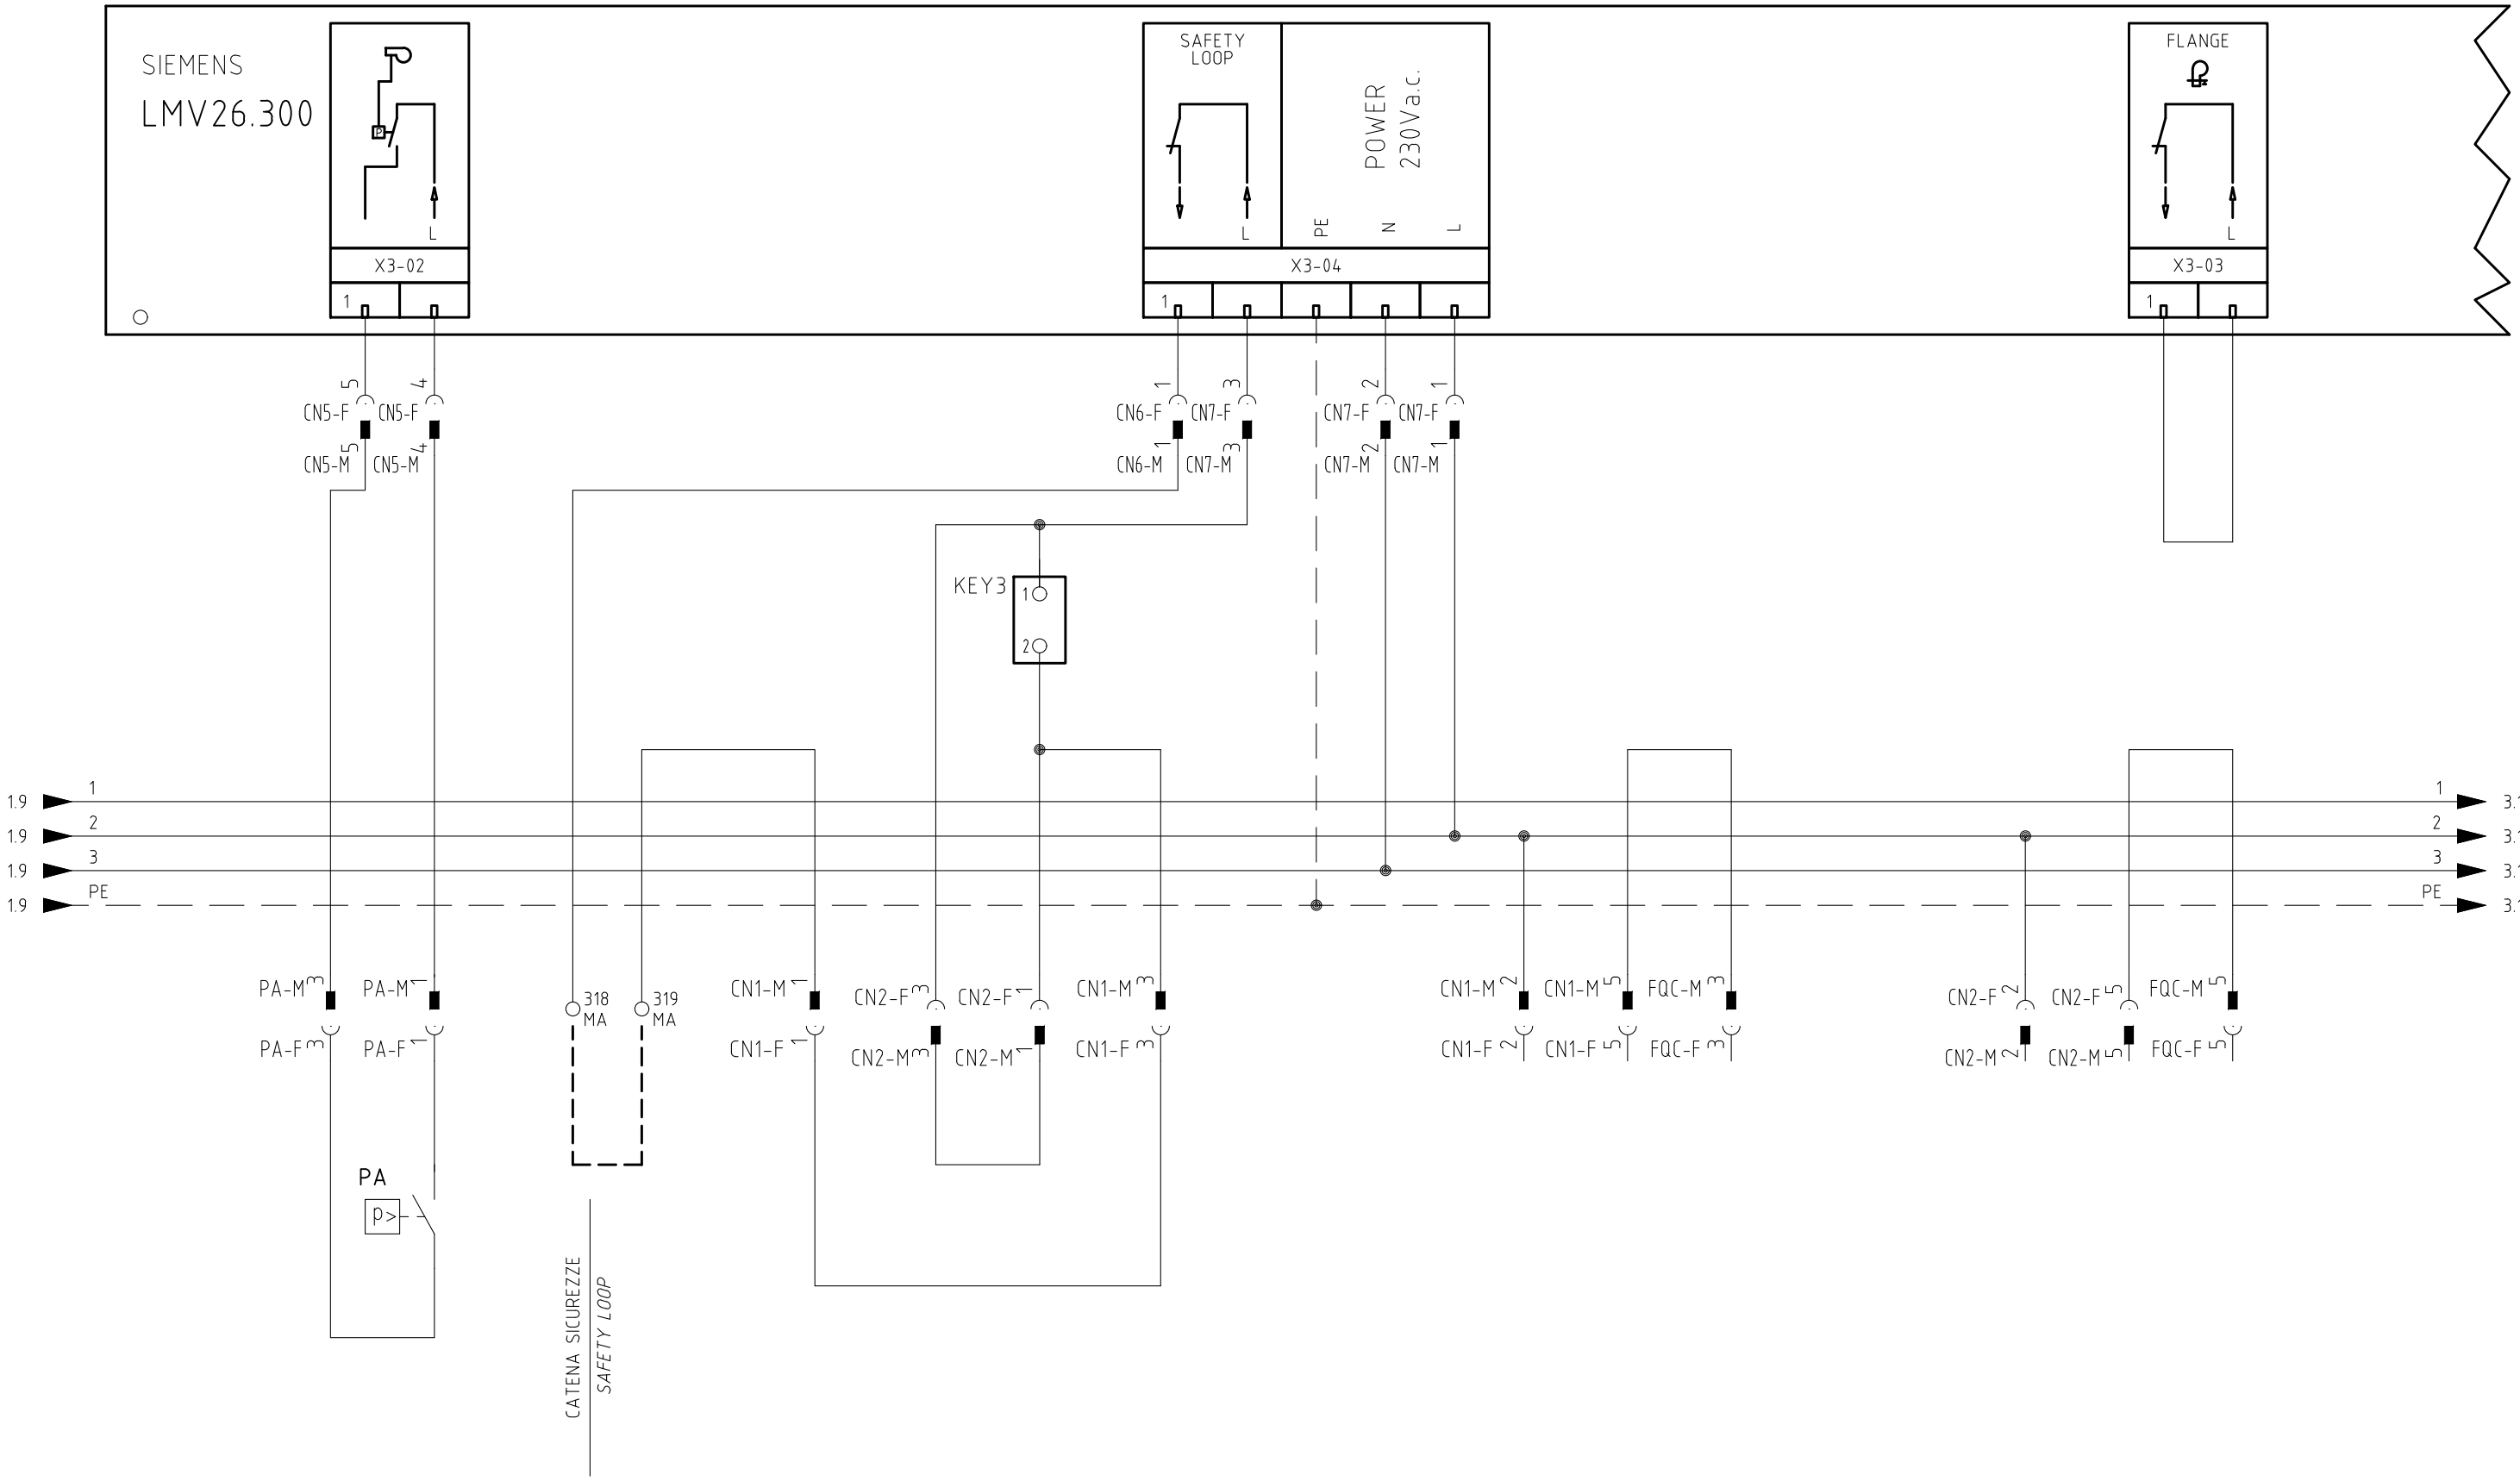 SIEMENS
LMV26.300
P
L
X3-02
1
SAFETY
LOOP
L
POWER
230Va.c.
PE
N
L
X3-04
1
FLANGE
L
X3-03
1
5
4
CN5-F
CN5-F
5
4
CN5-M
CN5-M
1
3
2
1
CN6-F
CN7-F
CN7-F
CN7-F
1
3
2
1
CN6-M
CN7-M
CN7-M
CN7-M
KEY3
1
2
1.9
1
1
1.9
2
2
1.9
3
3
1.9
PE
PE
PA-M 3
PA-M 1
318
MA
319
MA
CN1-M 1
CN2-F 3
CN2-F 1
CN1-M 3
CN1-M 2
CN1-M 5
FQC-M 3
CN2-F 2
CN2-F 5
FQC-M 5
PA-F 3
PA-F 1
CN1-F 1
CN2-M 3
CN2-M 1
CN1-F 3
CN1-F 2
CN1-F 5
FQC-F 3
CN2-M 2
CN2-M 5
FQC-F 5
PA
p>
CATENA SICUREZZE
SAFETY LOOP